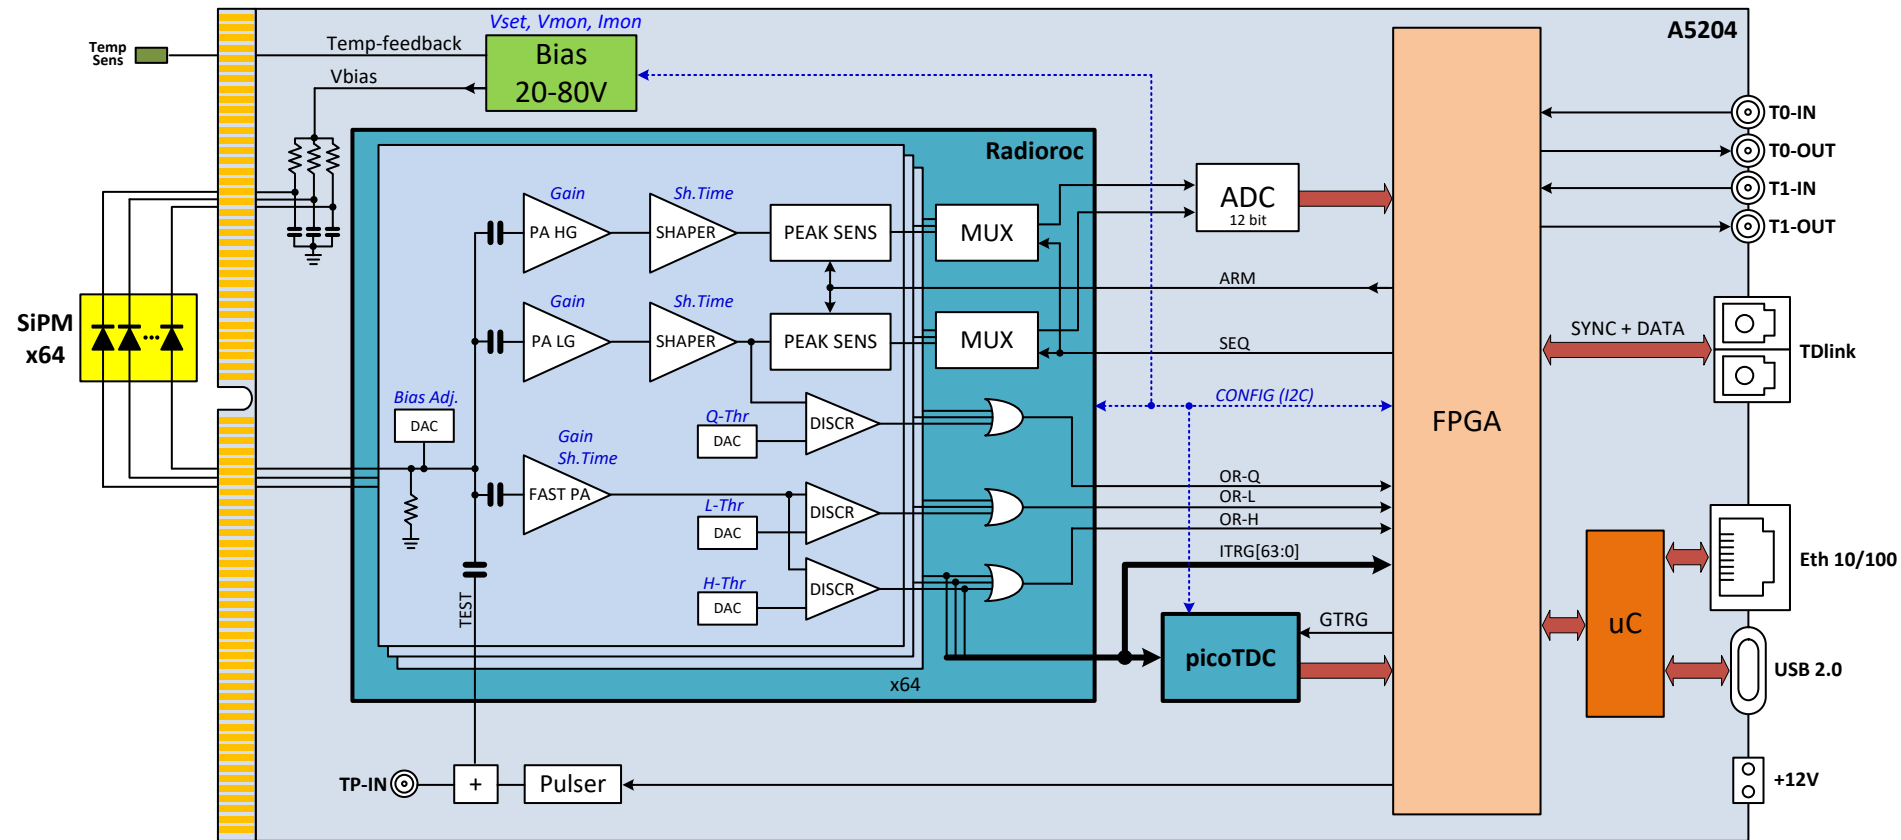 Vset, Vmon, Imon
A5204
Temp
Sens
Temp-feedback
Bias
20-80V
Vbias
T0-IN
T0-OUT
T1-IN
T1-OUT
Radioroc
Gain
Sh.Time
PA HG
SHAPER
PEAK SENS
MUX
ADC
12 bit
ARM
Gain
Sh.Time
PA LG
SHAPER
PEAK SENS
MUX
SEQ
SiPM
x64
SYNC + DATA
TDlink
Bias Adj.
DAC
Q-Thr
DAC
DISCR
CONFIG (I2C)
FPGA
Gain
Sh.Time
FAST PA
L-Thr
DAC
DISCR
OR-Q
OR-L
OR-H
ITRG[63:0]
H-Thr
DAC
DISCR
TEST
GTRG
picoTDC
x64
uC
Eth 10/100
USB 2.0
TP-IN
+
Pulser
+12V